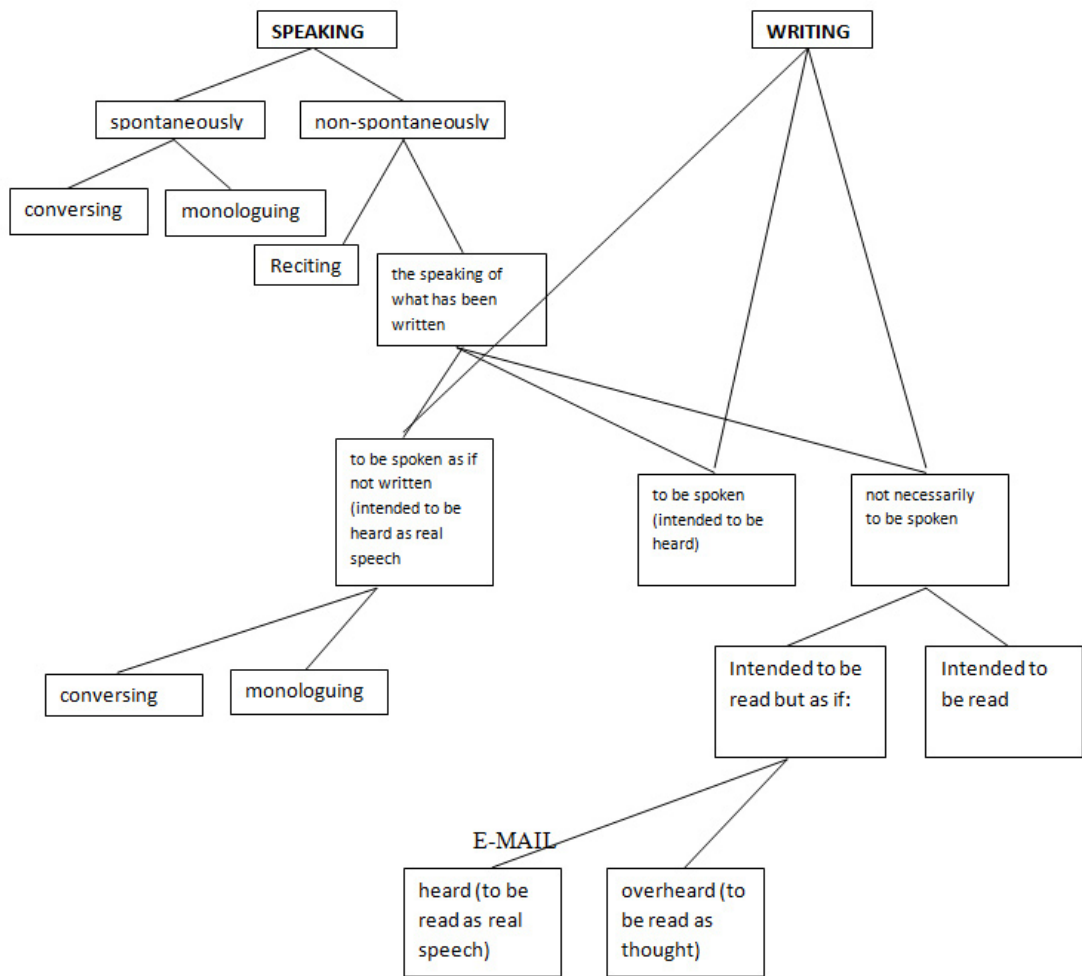 SPEAKING
WRITING
spontaneously
non-spontaneously
conversing
monologuing
Reciting
the speaking of
what has been
written
to be spoken as if
not written
(intended to be
heard as real
speech
to be spoken
(intended to be
heard)
not necessarily
to be spoken
conversing
monologuing
Intended to be
read but as if:
Intended to
be read
E-MAIL
heard (to be
read as real
speech)
overheard (to
be read as
thought)